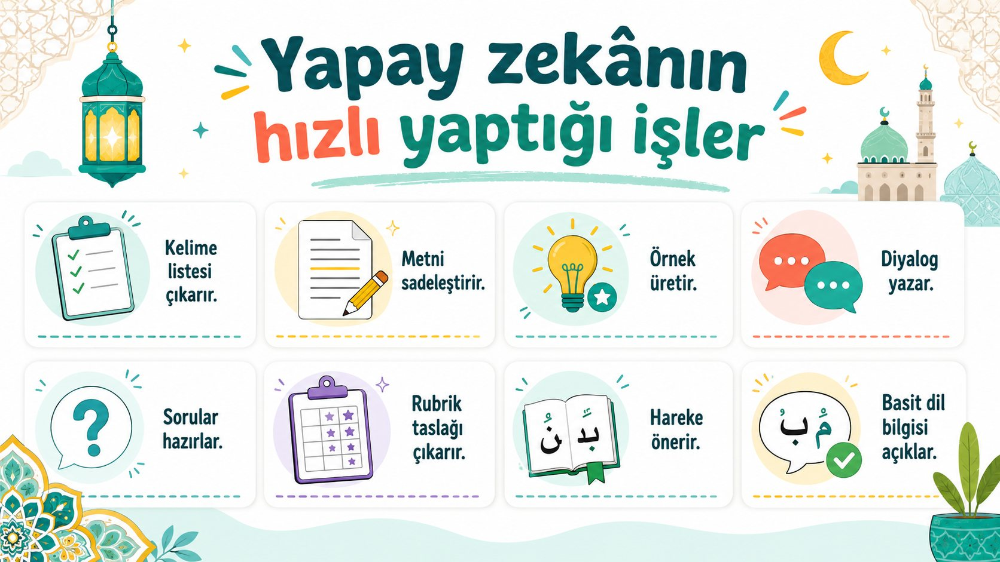 Yapay zekânın
hızlı yaptığı işler
Kelime
listesi
çıkarır.
Metni
sadeleştirir.
Örnek
üretir.
Diyalog
yazar.
Sorular
hazırlar.
Rubrik
taslağı
çıkarır.
Hareke
önerir.
Basit dil
bilgisi
açıklar.